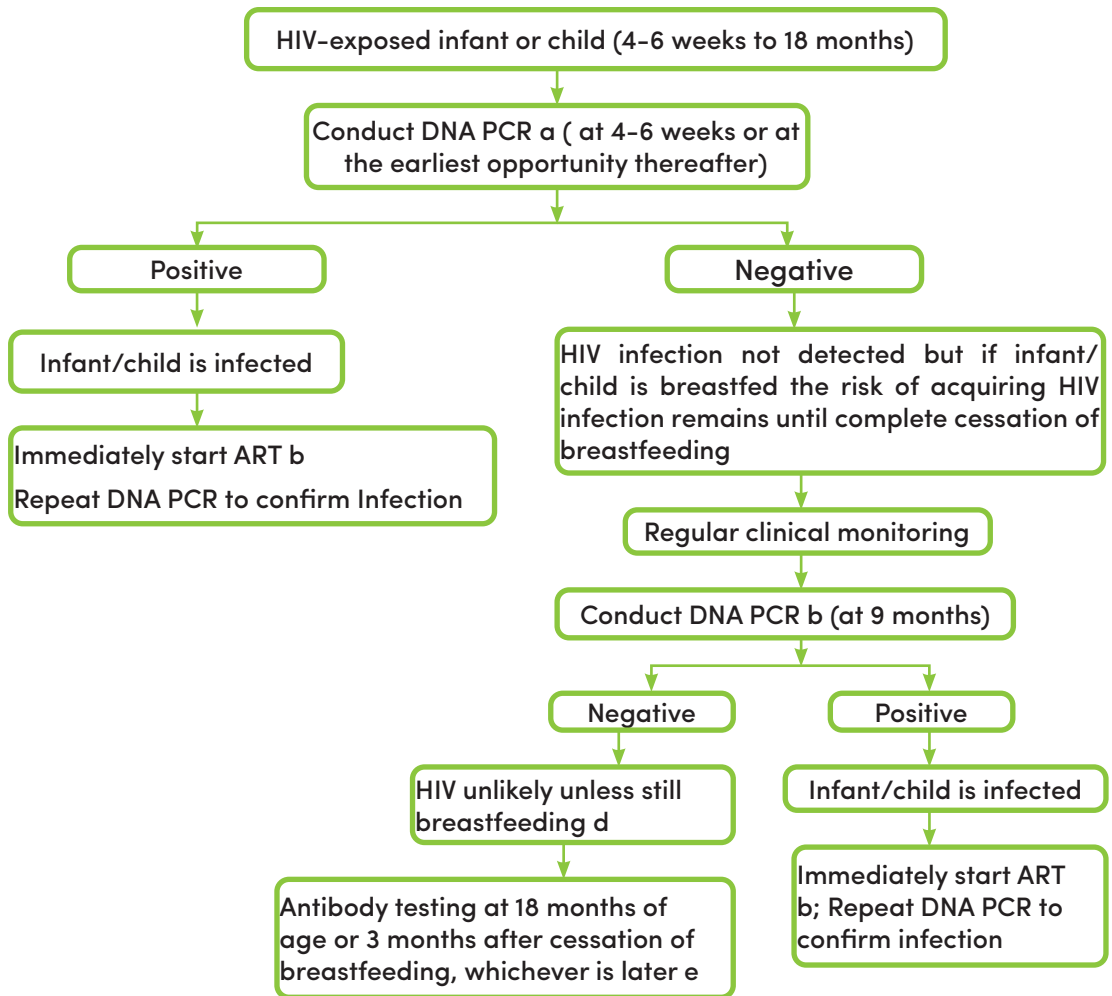 HIV-exposed infant or child (4-6 weeks to 18 months)
Conduct DNA PCR a ( at 4-6 weeks or at
the earliest opportunity thereafter)
Positive
Negative
Infant/child is infected
HIV infection not detected but if infant/
child is breastfed the risk of acquiring HIV
infection remains until complete cessation of
breastfeeding
Immediately start ART b
Repeat DNA PCR to confirm Infection
Regular clinical monitoring
Conduct DNA PCR b (at 9 months)
Negative
Positive
HIV unlikely unless still
breastfeeding d
Infant/child is infected
Antibody testing at 18 months of
age or 3 months after cessation of
breastfeeding, whichever is later e
Immediately start ART
b; Repeat DNA PCR to
confirm infection